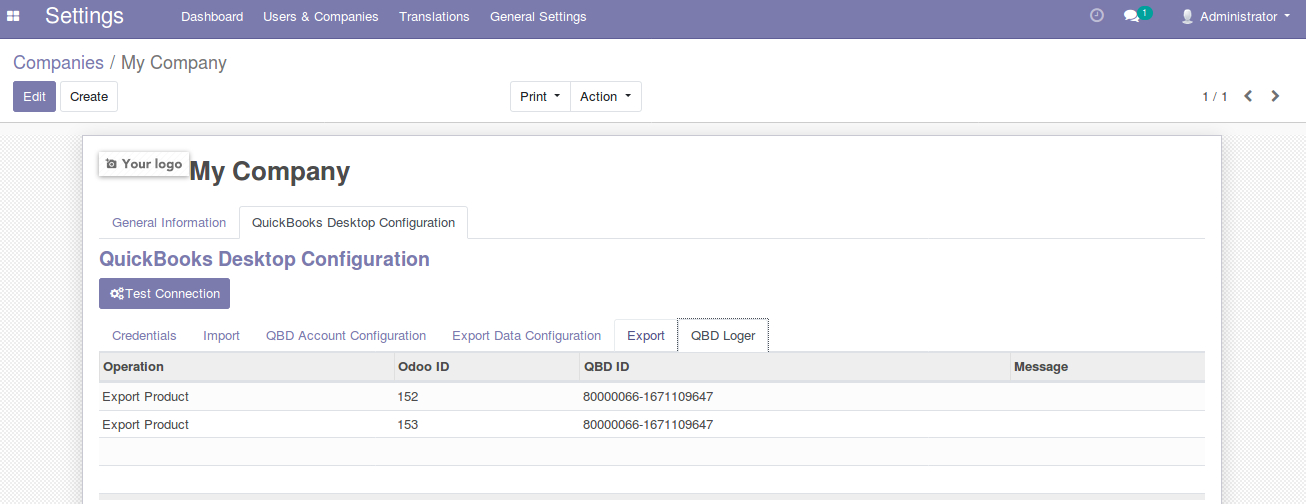 Settings Dashboard Users & Companies Translations General Settings 1 Administrator
Companies / My Company
Edit Create Print Action 1 / 1
Your logo My Company
General Information QuickBooks Desktop Configuration
QuickBooks Desktop Configuration
Test Connection
Credentials Import QBD Account Configuration Export Data Configuration Export QBD Loger
Operation Odoo ID QBD ID Message
Export Product 152 80000066-1671109647
Export Product 153 80000066-1671109647